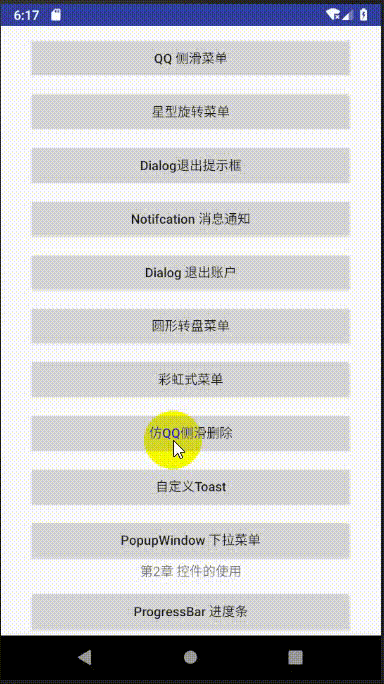 6:17
QQ 侧滑菜单
星型旋转菜单
Dialog退出提示框
Notifcation 消息通知
Dialog 退出账户
圆形转盘菜单
彩虹式菜单
仿QQ侧滑删除
自定义Toast
PopupWindow 下拉菜单
第2章 控件的使用
ProgressBar 进度条